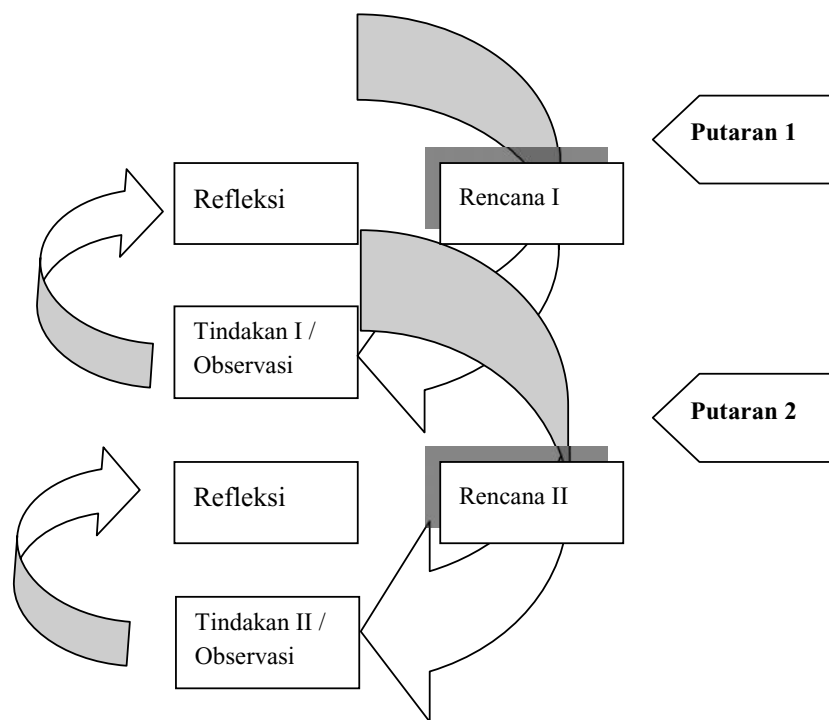 Putaran 1
Refleksi
Rencana I
Tindakan I /
Observasi
Putaran 2
Refleksi
Rencana II
Tindakan II /
Observasi